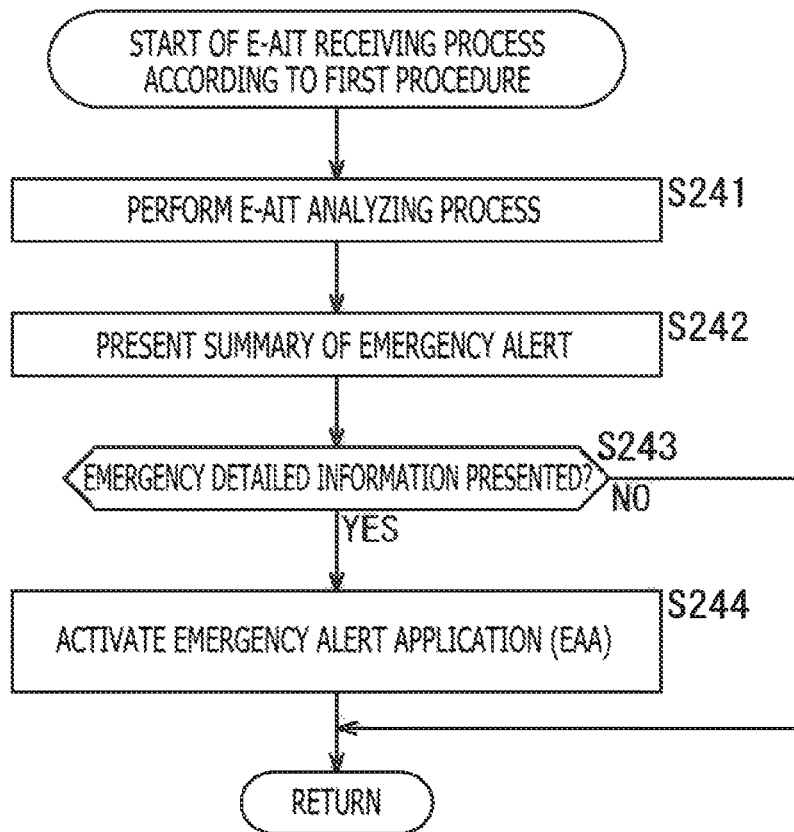 START OF E-AIT RECEIVING PROCESS
ACCORDING TO FIRST PROCEDURE
PERFORM E-AIT ANALYZING PROCESS
S241
PRESENT SUMMARY OF EMERGENCY ALERT
S242
EMERGENCY DETAILED INFORMATION PRESENTED?
S243
NO
YES
ACTIVATE EMERGENCY ALERT APPLICATION (EAA)
S244
RETURN